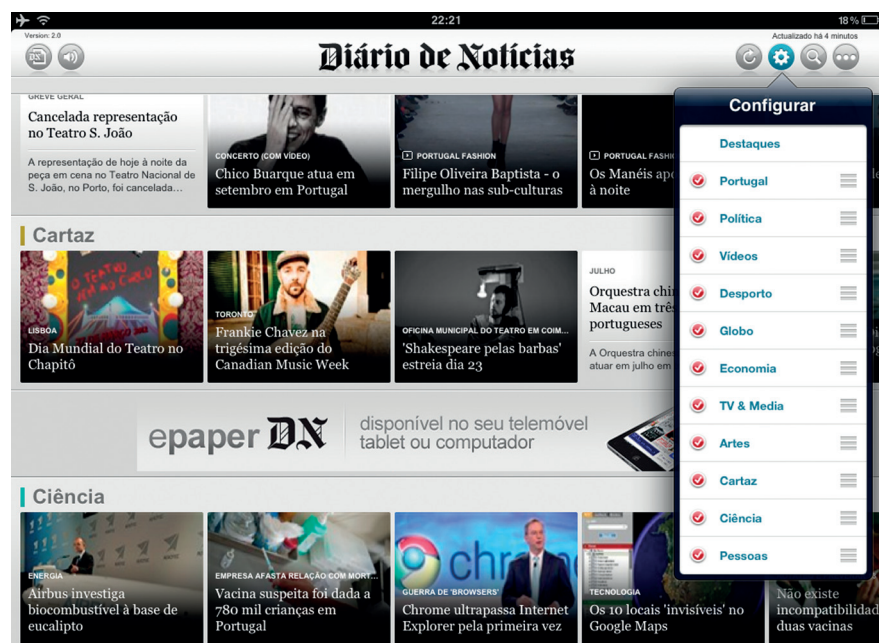 22:21
18%
Version: 2.0
Actualizado há 4 minutos
DN
Diário de Notícias
GREVE GERAL
Cancelada representação
no Teatro S. João
A representação de hoje à noite da
peça em cena no Teatro Nacional de
S. João, no Porto, foi cancelada…
CONCERTO (COM VÍDEO)
Chico Buarque atua em
setembro em Portugal
PORTUGAL FASHION
Filipe Oliveira Baptista - o
mergulho nas sub-culturas
PORTUGAL
Os Manéis
à noite
Cartaz
O TEATRO
LISBOA
Dia Mundial do Teatro no
Chapitô
TORONTO
Frankie Chavez na
trigésima edição do
Canadian Music Week
OFICINA MUNICIPAL DO TEATRO EM COIM...
'Shakespeare pelas barbas'
estreia dia 23
JULHO
Orquestra
Macau em
portugueses
A Orquestra
atuar em julho em
epaper DN
disponível no seu telemóvel
tablet ou computador
Ciência
ENERGIA
Airbus investiga
biocombustível à base de
eucalipto
EMPRESA AFASTA RELAÇÃO COM MORT...
Vacina suspeita foi dada a
780 mil crianças em
Portugal
chr
GUERRA DE 'BROWSERS'
Chrome ultrapassa Internet
Explorer pela primeira vez
TECNOLOGIA
Os 10 locais 'invisíveis' no
Google Maps
Não existe
incompatibilidad
duas vacinas
Configurar
Destaques
Portugal
Política
Vídeos
Desporto
Globo
Economia
TV & Media
Artes
Cartaz
Ciência
Pessoas